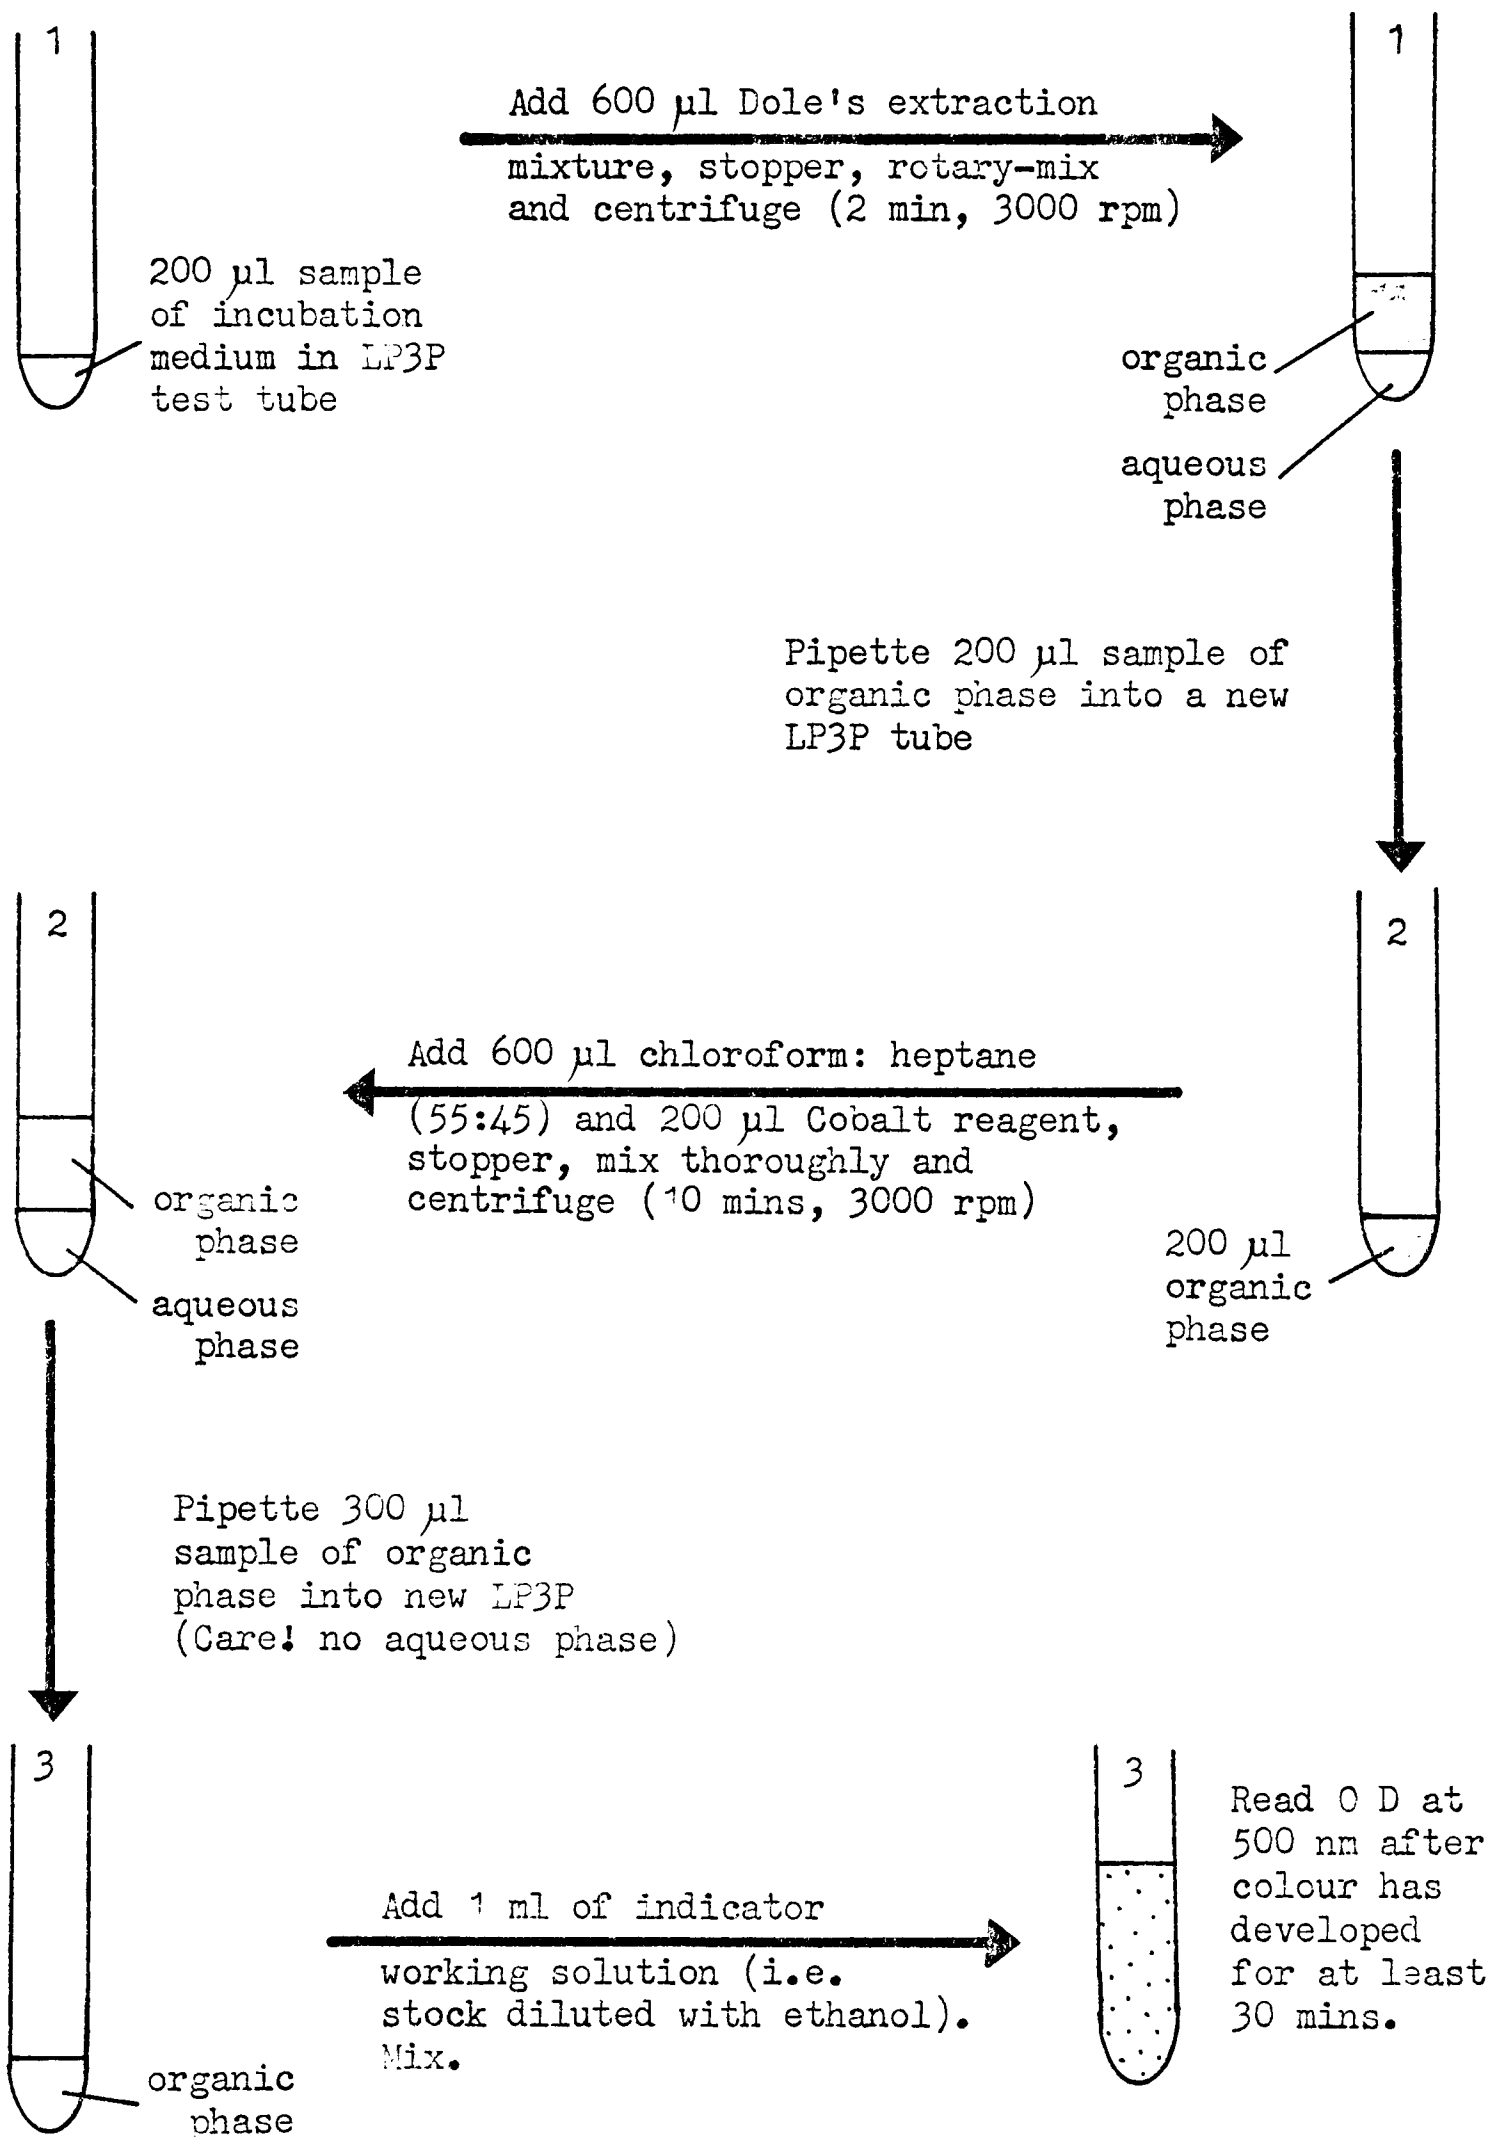 1
Add 600 µl Dole's extraction
mixture, stopper, rotary-mix
and centrifuge (2 min, 3000 rpm)
200 µl sample
of incubation
medium in LP3P
test tube
1
organic
phase
aqueous
phase
Pipette 200 µl sample of
organic phase into a new
LP3P tube
2
200 µl
organic
phase
Add 600 µl chloroform: heptane
(55:45) and 200 µl Cobalt reagent,
stopper, mix thoroughly and
centrifuge (10 mins, 3000 rpm)
2
organic
phase
aqueous
phase
Pipette 300 µl
sample of organic
phase into new LP3P
(Care! no aqueous phase)
3
organic
phase
Add 1 ml of indicator
working solution (i.e.
stock diluted with ethanol).
Mix.
3
Read O D at
500 nm after
colour has
developed
for at least
30 mins.